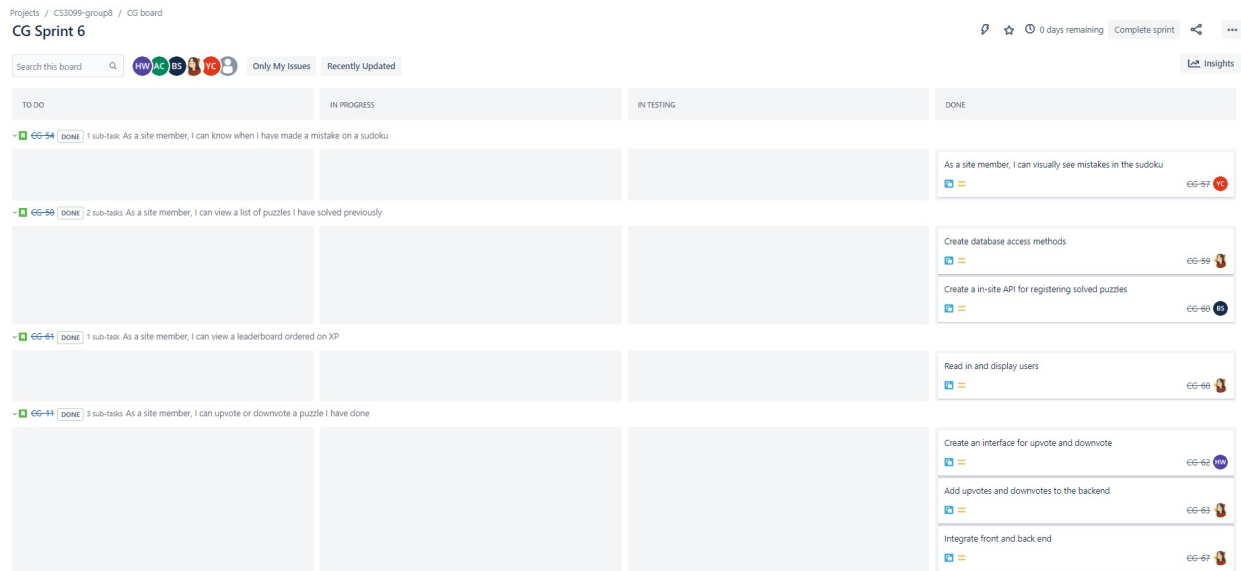 Projects / CS3099-group8 / CG board
CG Sprint 6
0 days remaining Complete sprint
Search this board HW AC BS YC Only My Issues Recently Updated Insights
TO DO IN PROGRESS IN TESTING DONE
CG-54 DONE 1 sub-task As a site member, I can know when I have made a mistake on a sudoku
As a site member, I can visually see mistakes in the sudoku
CG-57 YC
CG-58 DONE 2 sub-tasks As a site member, I can view a list of puzzles I have solved previously
Create database access methods
CG-59
Create a in-site API for registering solved puzzles
CG-60 BS
CG-61 DONE 1 sub-task As a site member, I can view a leaderboard ordered on XP
Read in and display users
CG-66
CG-11 DONE 3 sub-tasks As a site member, I can upvote or downvote a puzzle I have done
Create an interface for upvote and downvote
CG-62 HW
Add upvotes and downvotes to the backend
CG-63
Integrate front and back end
CG-67